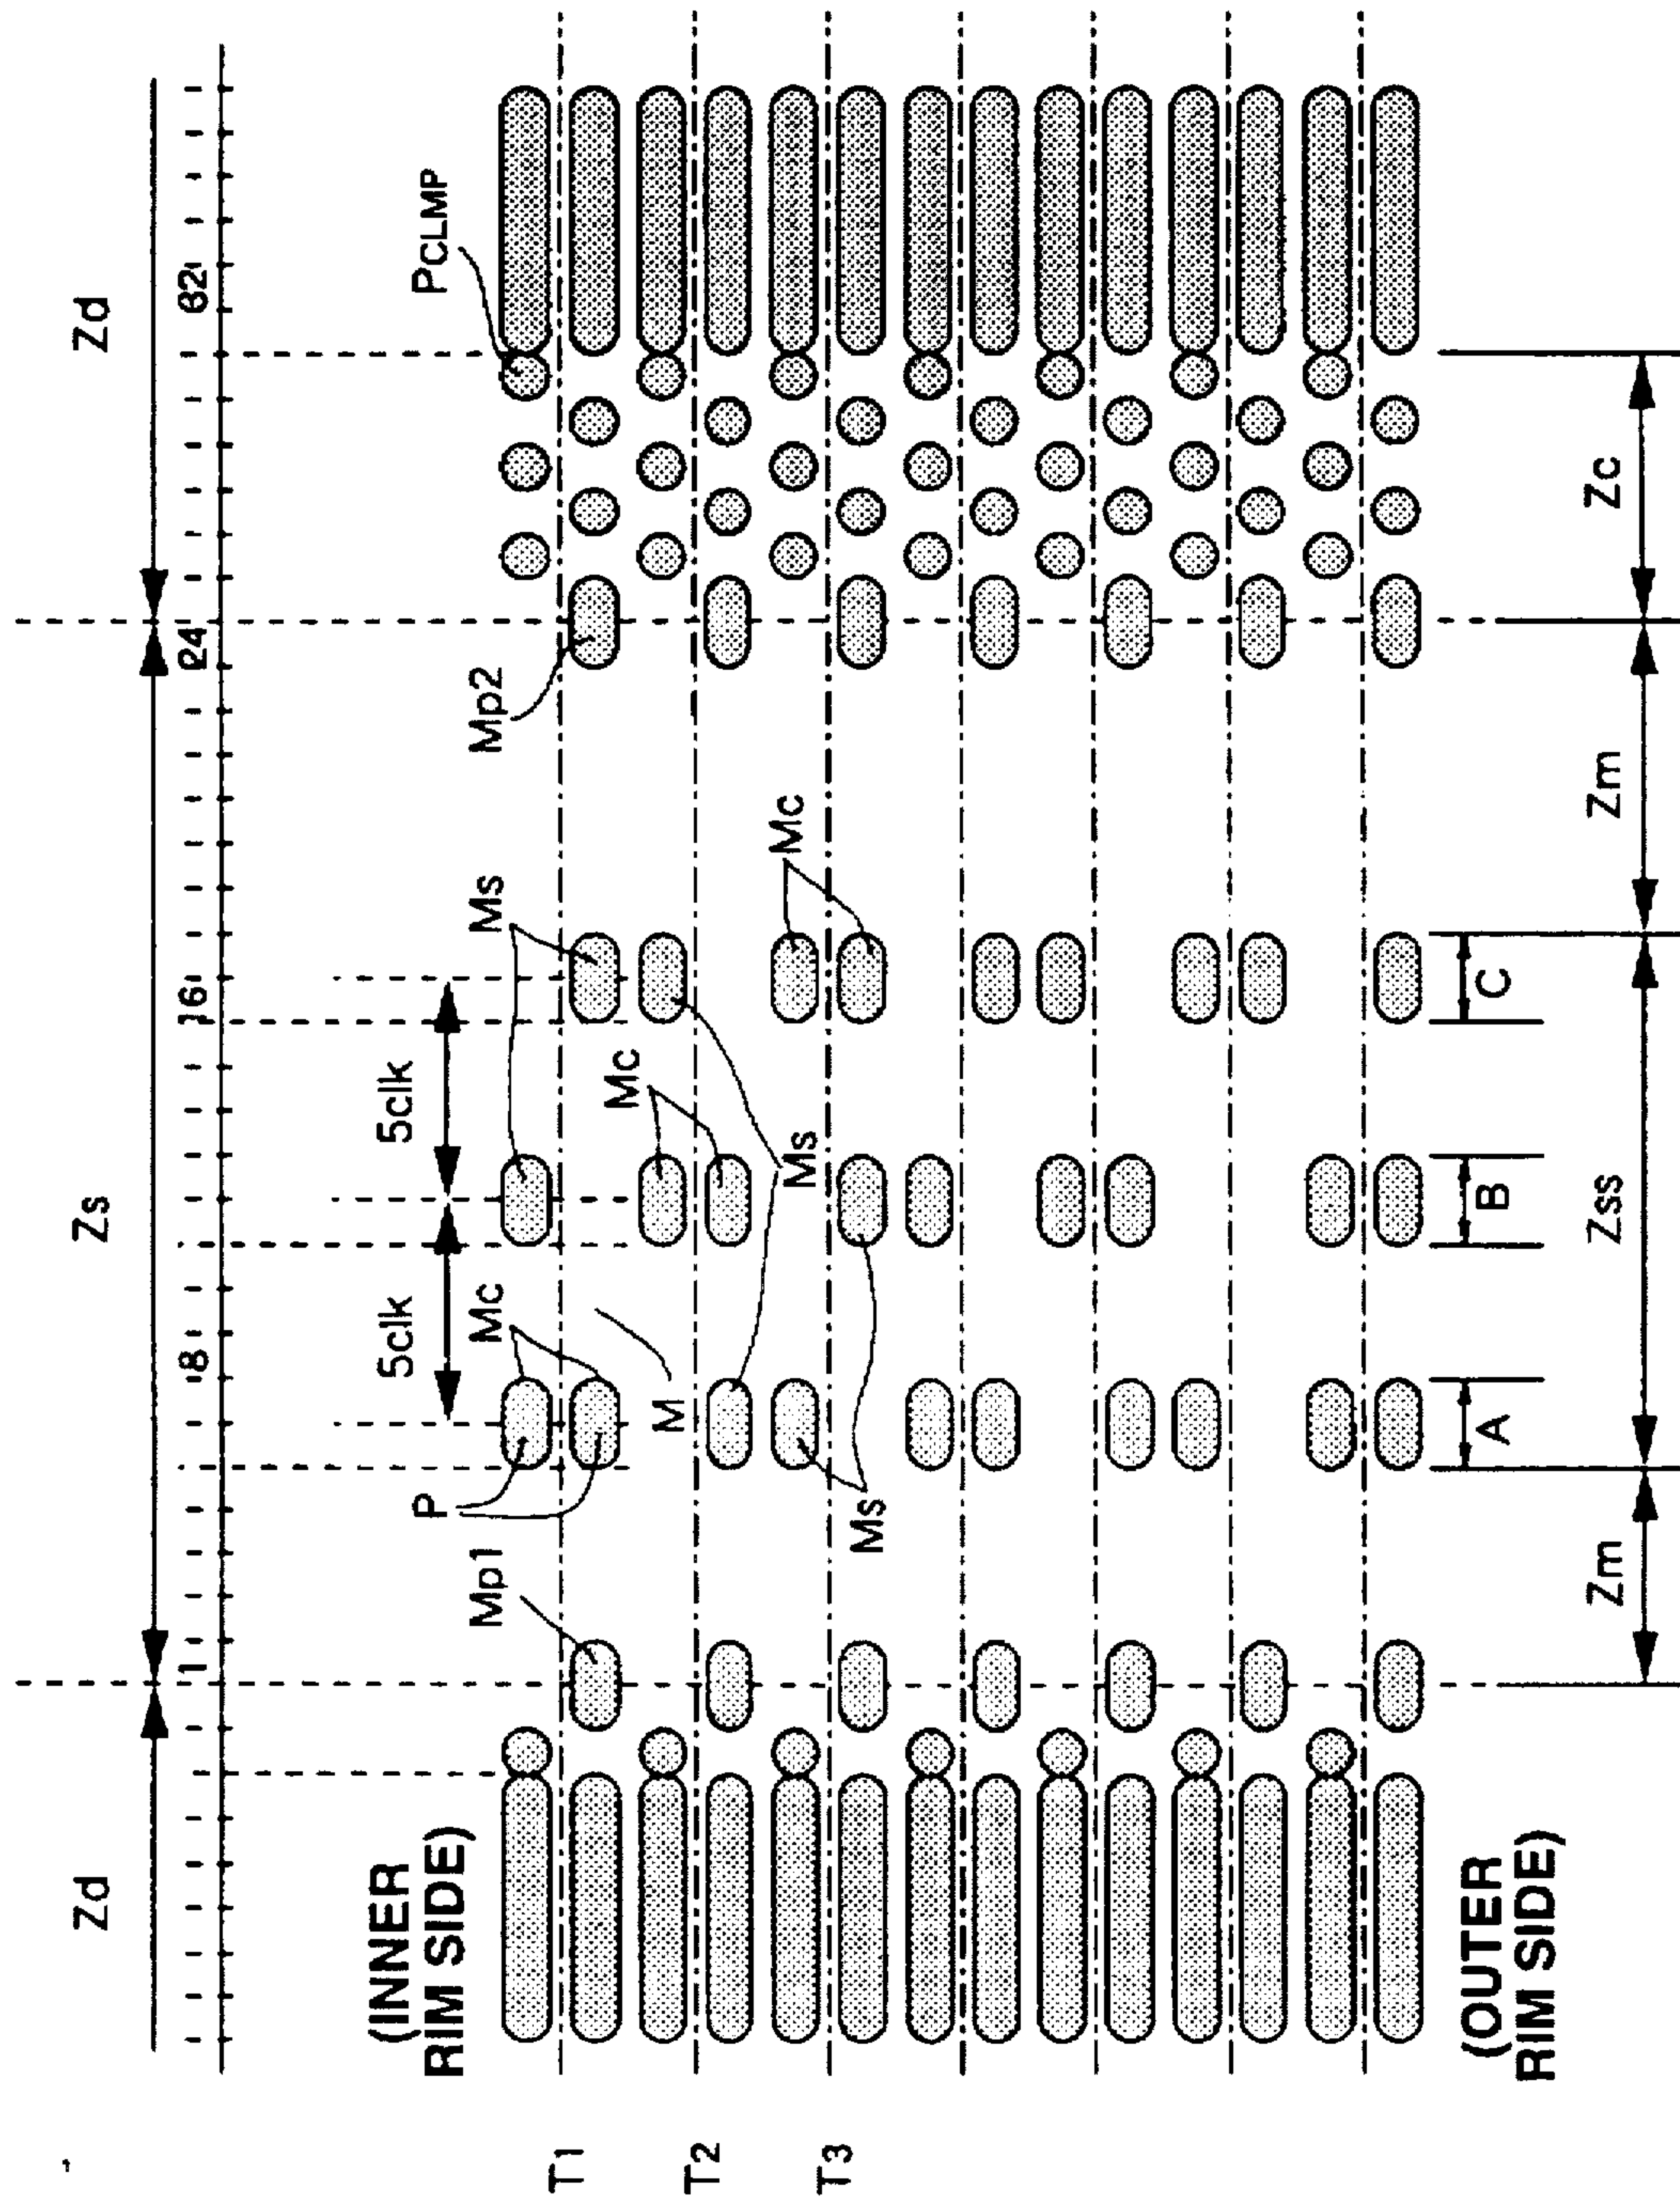 Zd
Zs
Zd
1
8
16
24
32
(INNER
RIM SIDE)
5clk
5clk
P
PCLMP
Mp1
Mc
Ms
Mp2
T1
M
Mc
T2
Ms
Mc
T3
Ms
(OUTER
RIM SIDE)
A
B
C
Zm
Zss
Zm
Zc